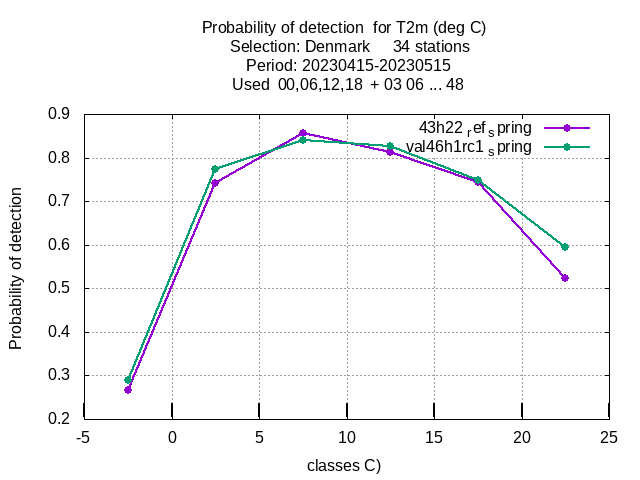 Probability of detection  for T2m (deg C)
Selection: Denmark     34 stations
Period: 20230415-20230515
Used  00,06,12,18  + 03 06 ... 48
43h22 ref spring
val46h1rc1 spring
Probability of detection
0.9
0.8
0.7
0.6
0.5
0.4
0.3
0.2
-5 0 5 10 15 20 25
classes C)